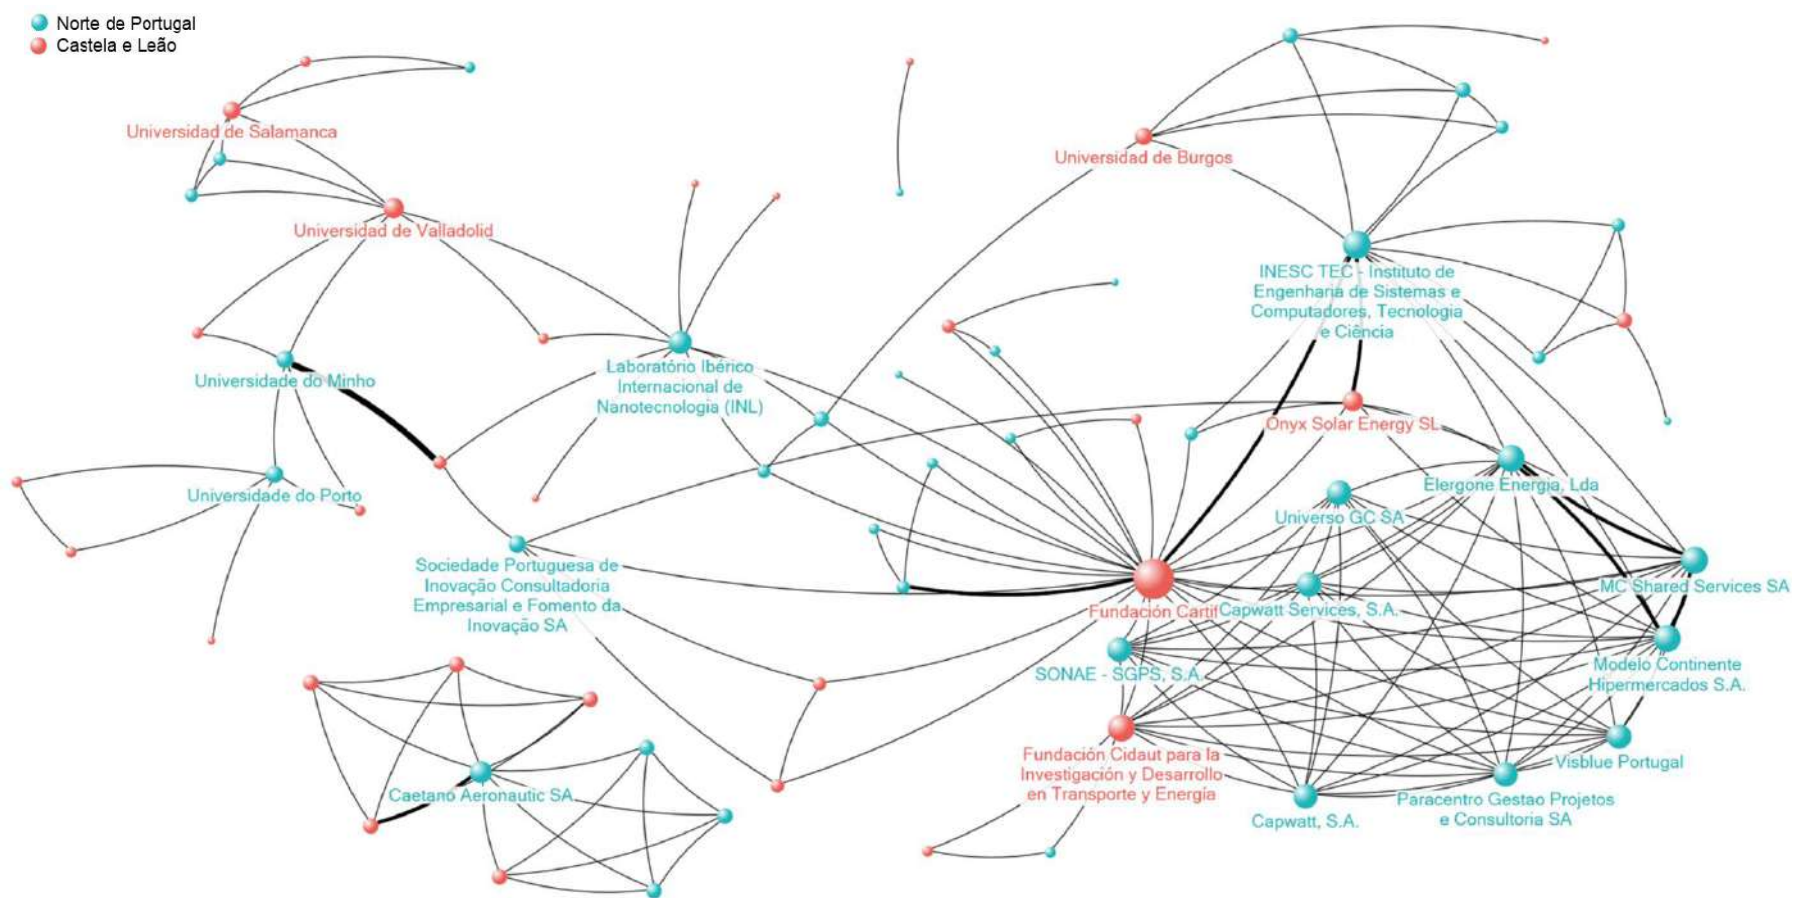 Norte de Portugal
Castela e Leão
Universidad de Salamanca
Universidad de Burgos
Universidad de Valladolid
INESC TEC - Instituto de
Engenharia de Sistemas e
Computadores, Tecnologia
e Ciência
Universidade do Minho
Laboratório Ibérico
Internacional de
Nanotecnologia (INL)
Onyx Solar Energy SL
Elergone Energia, Lda
Universidade do Porto
Universo GC SA
Sociedade Portuguesa de
Inovação Consultadoria
Empresarial e Fomento da
Inovação SA
MC Shared Services SA
Fundación Cartif
Capwatt Services, S.A.
SONAE - SGPS, S.A.
Modelo Continente
Hipermercados S.A.
Fundación Cidaut para la
Investigación y Desarrollo
en Transporte y Energía
Visblue Portugal
Caetano Aeronautic SA
Paracentro Gestao Projetos
e Consultoria SA
Capwatt, S.A.